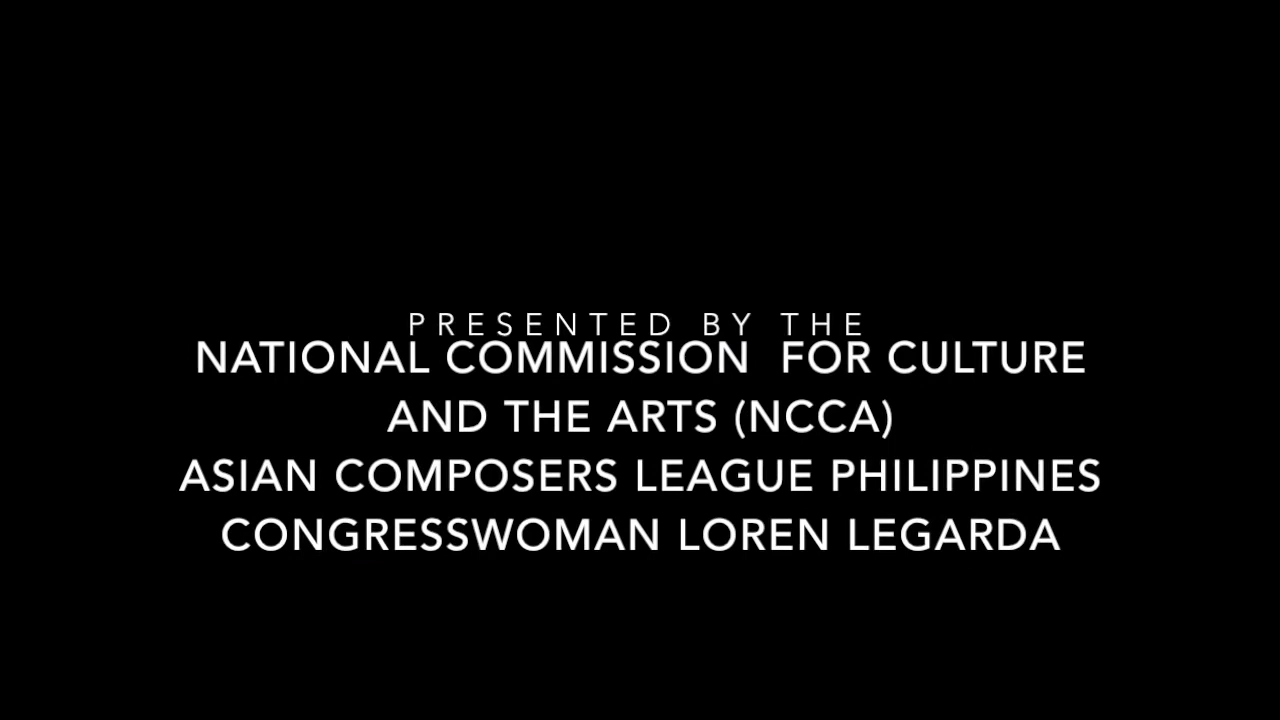 PRESENTED BY THE
NATIONAL COMMISSION  FOR CULTURE
AND THE ARTS (NCCA)
ASIAN COMPOSERS LEAGUE PHILIPPINES
CONGRESSWOMAN LOREN LEGARDA